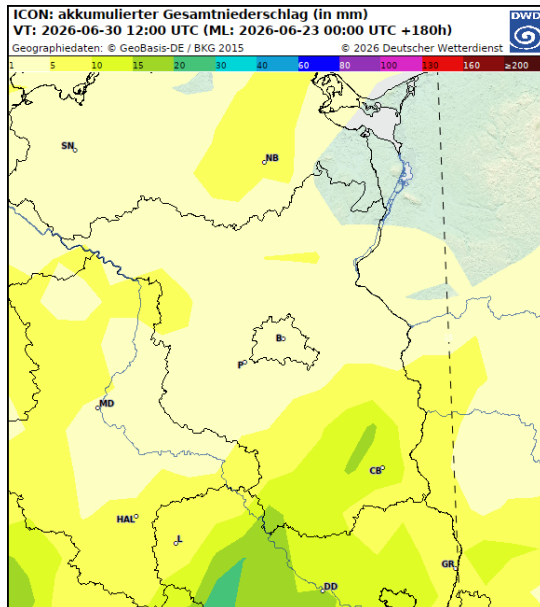 ICON: akkumulierter Gesamtniederschlag (in mm)
VT: 2026-06-30 12:00 UTC (ML: 2026-06-23 00:00 UTC +180h)
Geographiedaten: © GeoBasis-DE / BKG 2015 © 2026 Deutscher Wetterdienst
DWD
1 5 10 15 20 30 40 60 80 100 130 160 ≥200
SN
NB
B
P
MD
CB
HAL
L
GR
DD